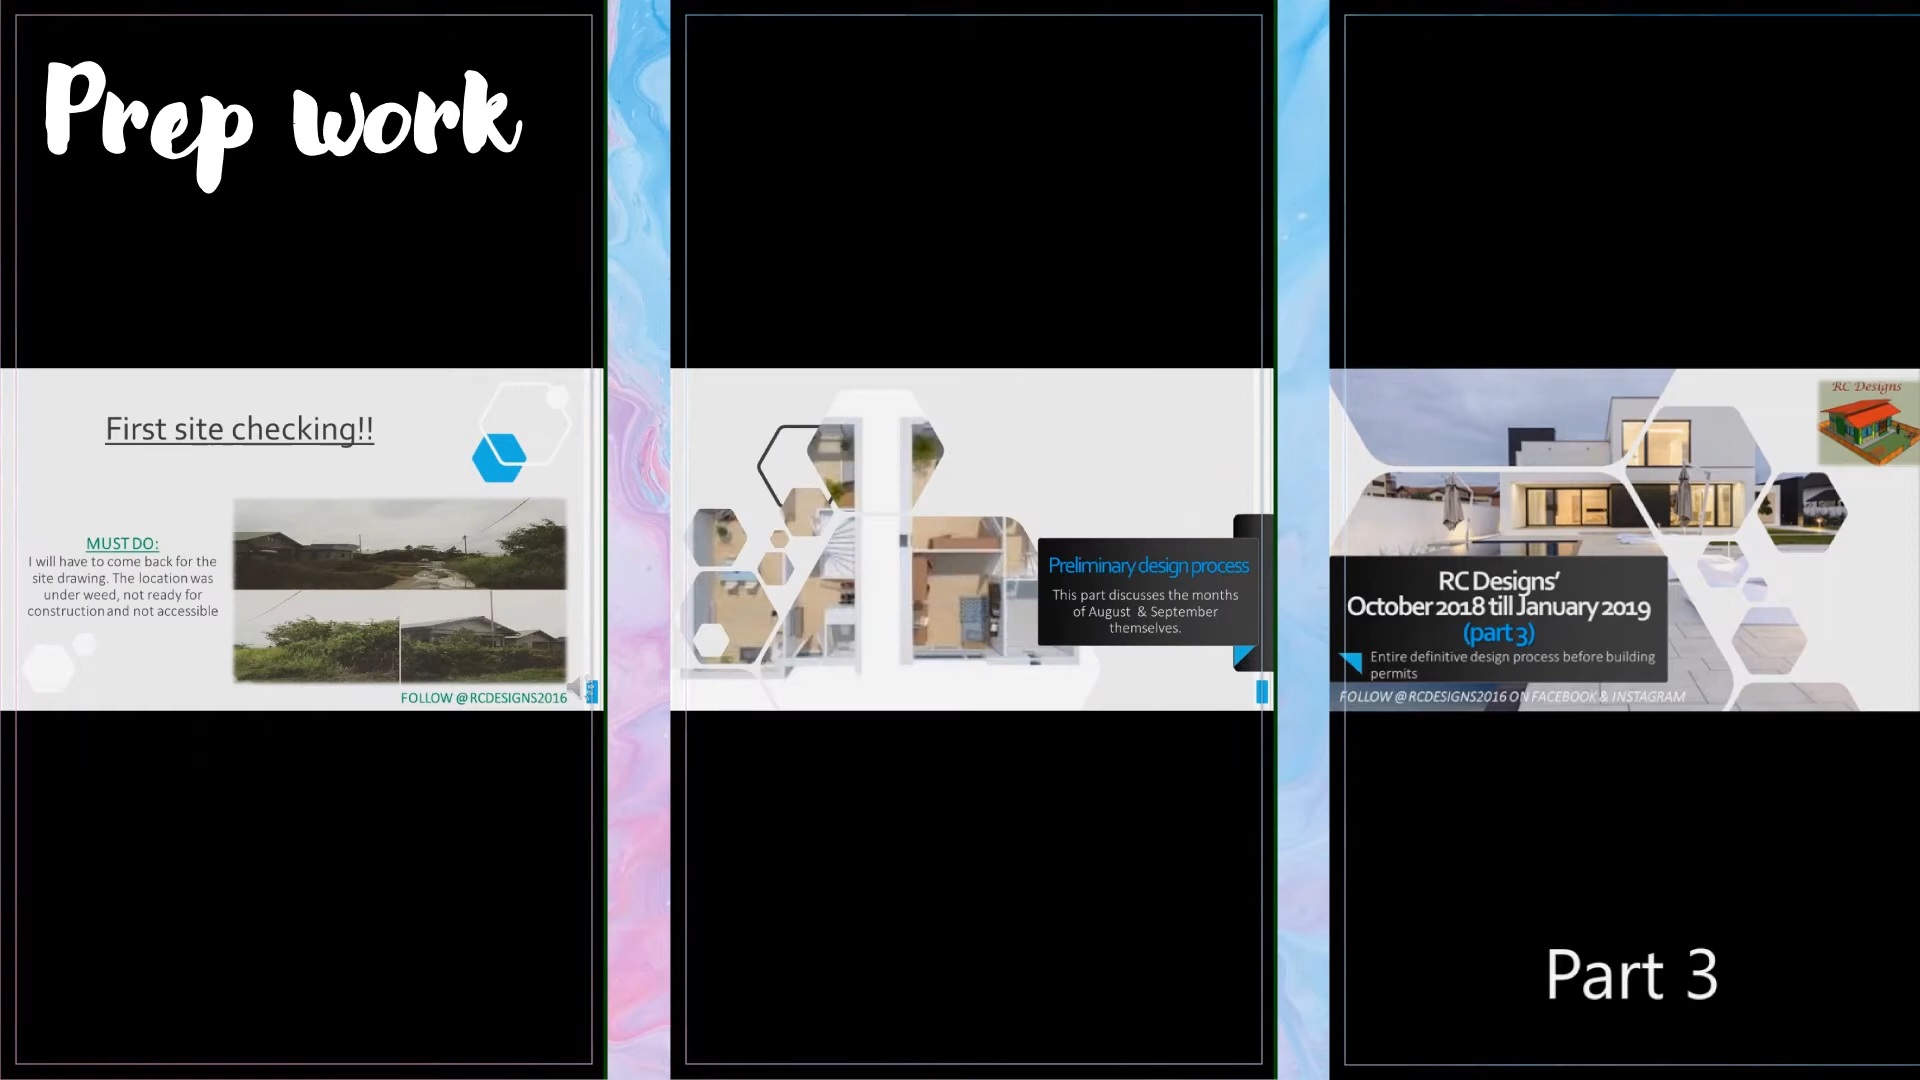 Prep work
First site checking!!
MUST DO:
I will have to come back for the
site drawing. The location was
under weed, not ready for
construction and not accessible
FOLLOW @RCDESIGNS2016
Preliminary design process
This part discusses the months
of August & September
themselves.
RC Designs
RC Designs'
October 2018 till January 2019
(part 3)
Entire definitive design process before building
permits
FOLLOW @RCDESIGNS2016 ON FACEBOOK & INSTAGRAM
Part 3